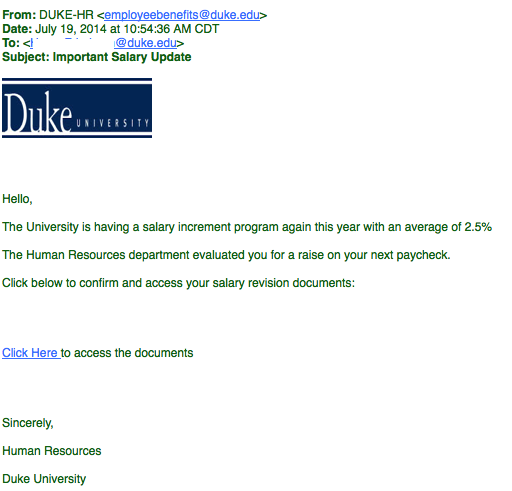 From: DUKE-HR <employeebenefits@duke.edu>
Date: July 19, 2014 at 10:54:36 AM CDT
To: < @duke.edu>
Subject: Important Salary Update
Duke UNIVERSITY
Hello,
The University is having a salary increment program again this year with an average of 2.5%
The Human Resources department evaluated you for a raise on your next paycheck.
Click below to confirm and access your salary revision documents:
Click Here to access the documents
Sincerely,
Human Resources
Duke University